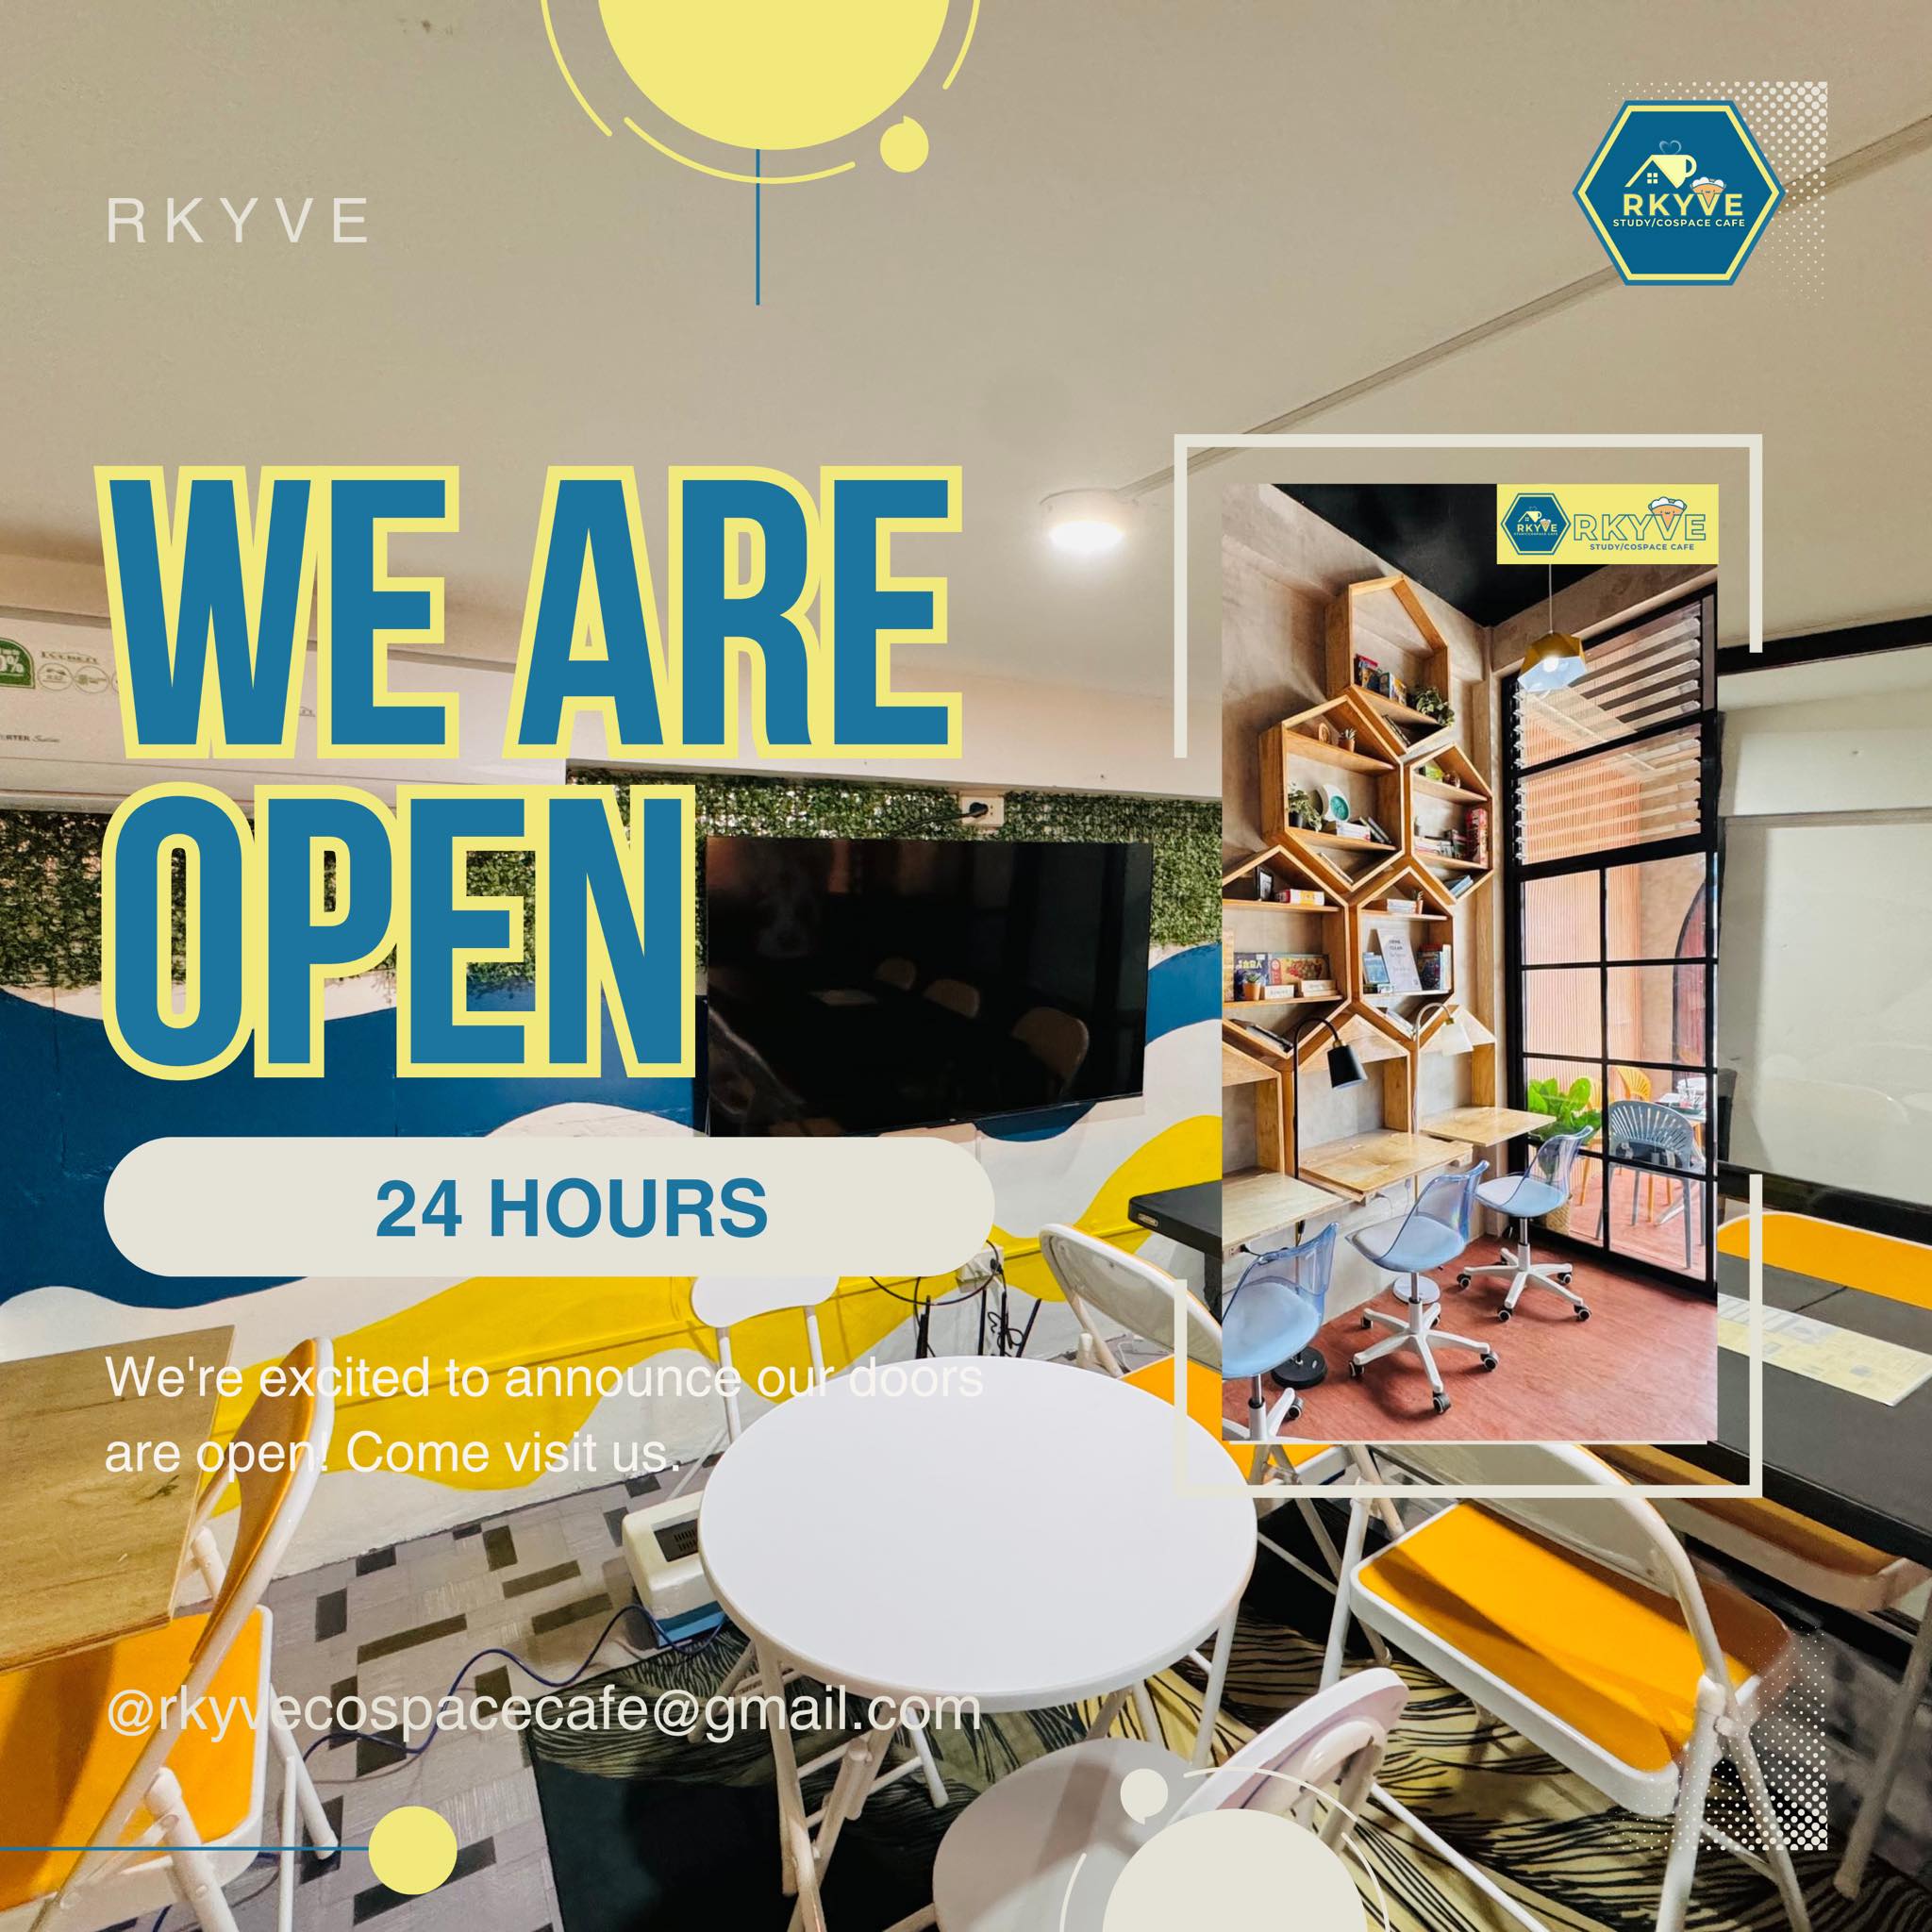 RKYVE
RKYVE
STUDY/COSPACE CAFE
WE ARE
OPEN
RKYVE
RKYVE
STUDY/COSPACE CAFE
24 HOURS
We're excited to announce our doors
are open! Come visit us.
@rkyvecospacecafe@gmail.com